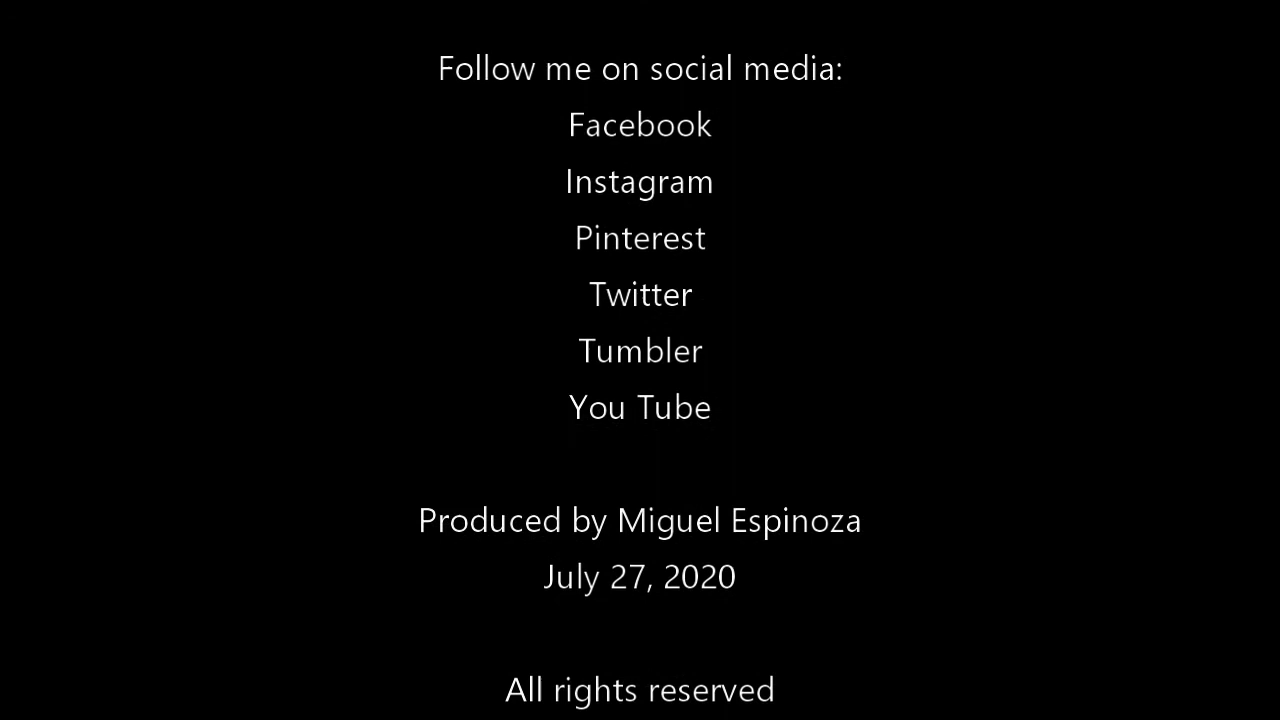 Follow me on social media:
Facebook
Instagram
Pinterest
Twitter
Tumbler
You Tube
Produced by Miguel Espinoza
July 27, 2020
All rights reserved